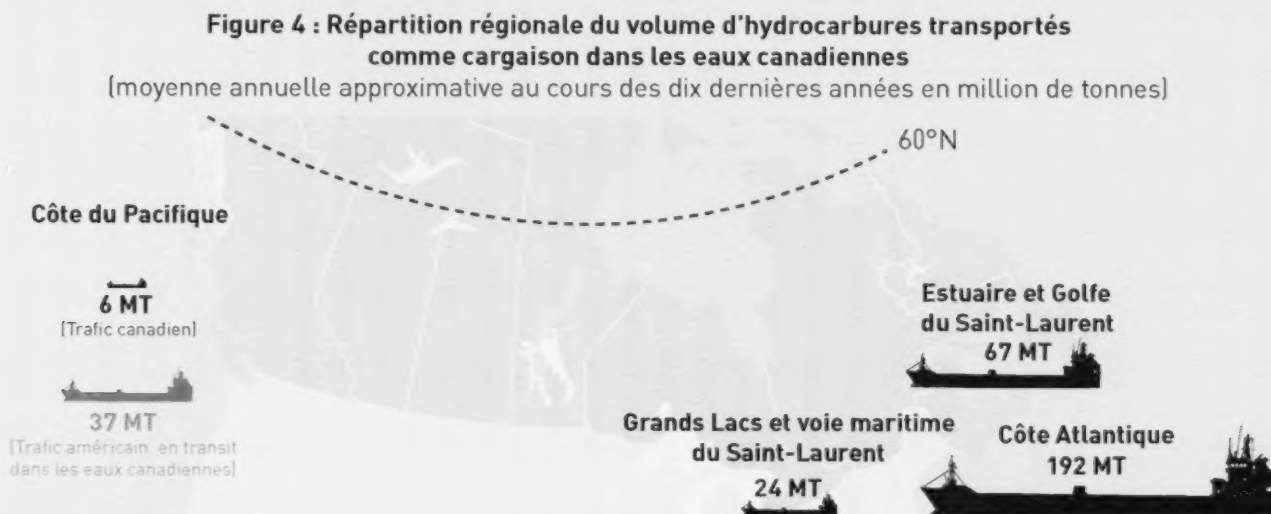 Figure 4 : Répartition régionale du volume d'hydrocarbures transportés
comme cargaison dans les eaux canadiennes
(moyenne annuelle approximative au cours des dix dernières années en million de tonnes)
60°N
Côte du Pacifique
6 MT
(Trafic canadien)
37 MT
(Trafic américain en transit
dans les eaux canadiennes)
Estuaire et Golfe
du Saint-Laurent
67 MT
Grands Lacs et voie maritime
du Saint-Laurent
24 MT
Côte Atlantique
192 MT